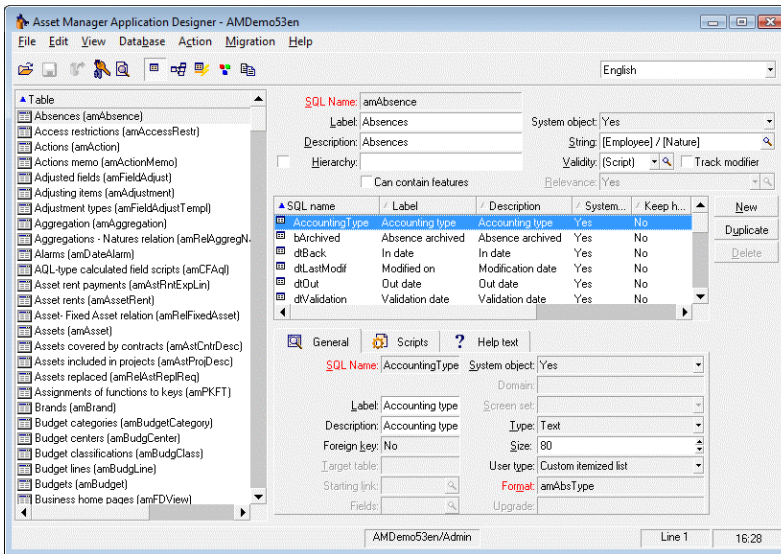 Asset Manager Application Designer - AMDemo53en
File Edit View Database Action Migration Help
English
Table
Absences (amAbsence)
Access restrictions (amAccessRestr)
Actions (amAction)
Actions memo (amActionMemo)
Adjusted fields (amFieldAdjust)
Adjusting items (amAdjustment)
Adjustment types (amFieldAdjustTempl)
Aggregation (amAggregation)
Aggregations - Natures relation (amRelAggregN
Alarms (amDateAlarm)
AQL-type calculated field scripts (amCFAql)
Asset rent payments (amAstRntExpLin)
Asset rents (amAssetRent)
Asset- Fixed Asset relation (amRelFixedAsset)
Assets (amAsset)
Assets covered by contracts (amAstCntrDesc)
Assets included in projects (amAstProjDesc)
Assets replaced (amRelAstReplReq)
Assignments of functions to keys (amPKFT)
Brands (amBrand)
Budget categories (amBudgetCategory)
Budget centers (amBudgCenter)
Budget classifications (amBudgClass)
Budget lines (amBudgLine)
Budgets (amBudget)
Business home pages (amFDView)
SQL Name: amAbsence
Label: Absences System object: Yes
Description: Absences String: [Employee] / [Nature]
Hierarchy: Validity: (Script) Track modifier
Can contain features Relevance: Yes
SQL name Label Description System... Keep h...
AccountingType Accounting type Accounting type Yes No
bArchived Absence archived Absence archived Yes No
dtBack In date In date Yes No
dtLastModif Modified on Modification date Yes No
dtOut Out date Out date Yes No
dtValidation Validation date Validation date Yes No
New
Duplicate
Delete
General Scripts ? Help text
SQL Name: AccountingType System object: Yes
Domain:
Label: Accounting type Screen set:
Description: Accounting type Type: Text
Foreign key: No Size: 80
Target table: User type: Custom itemized list
Starting link: Format: amAbsType
Fields: Upgrade:
AMDemo53en/Admin Line 1 16:28